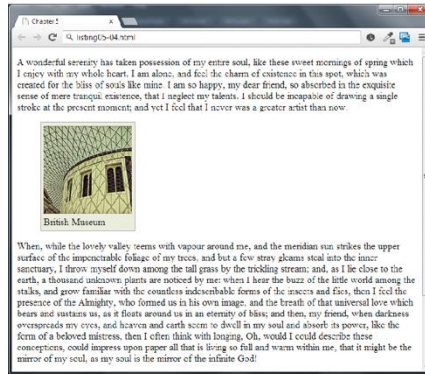 Chapter 5
listing05-04.html
A wonderful serenity has taken possession of my entire soul, like these sweet mornings of spring which
I enjoy with my whole heart. I am alone, and feel the charm of existence in this spot, which was
created for the bliss of souls like mine. I am so happy, my dear friend, so absorbed in the exquisite
sense of mere tranquil existence, that I neglect my talents. I should be incapable of drawing a single
stroke at the present moment; and yet I feel that I never was a greater artist than now.
British Museum
When, while the lovely valley teems with vapour around me, and the meridian sun strikes the upper
surface of the impenetrable foliage of my trees, and but a few stray gleams steal into the inner
sanctuary, I throw myself down among the tall grass by the trickling stream; and, as I lie close to the
earth, a thousand unknown plants are noticed by me: when I hear the buzz of the little world among the
stalks, and grow familiar with the countless indescribable forms of the insects and flies, then I feel the
presence of the Almighty, who formed us in his own image, and the breath of that universal love which
bears and sustains us, as it floats around us in an eternity of bliss; and then, my friend, when darkness
overspreads my eyes, and heaven and earth seem to dwell in my soul and absorb its power, like the
form of a beloved mistress, then I often think with longing, Oh, would I could describe these
conceptions, could impress upon paper all that is living so full and warm within me, that it might be the
mirror of my soul, as my soul is the mirror of the infinite God!